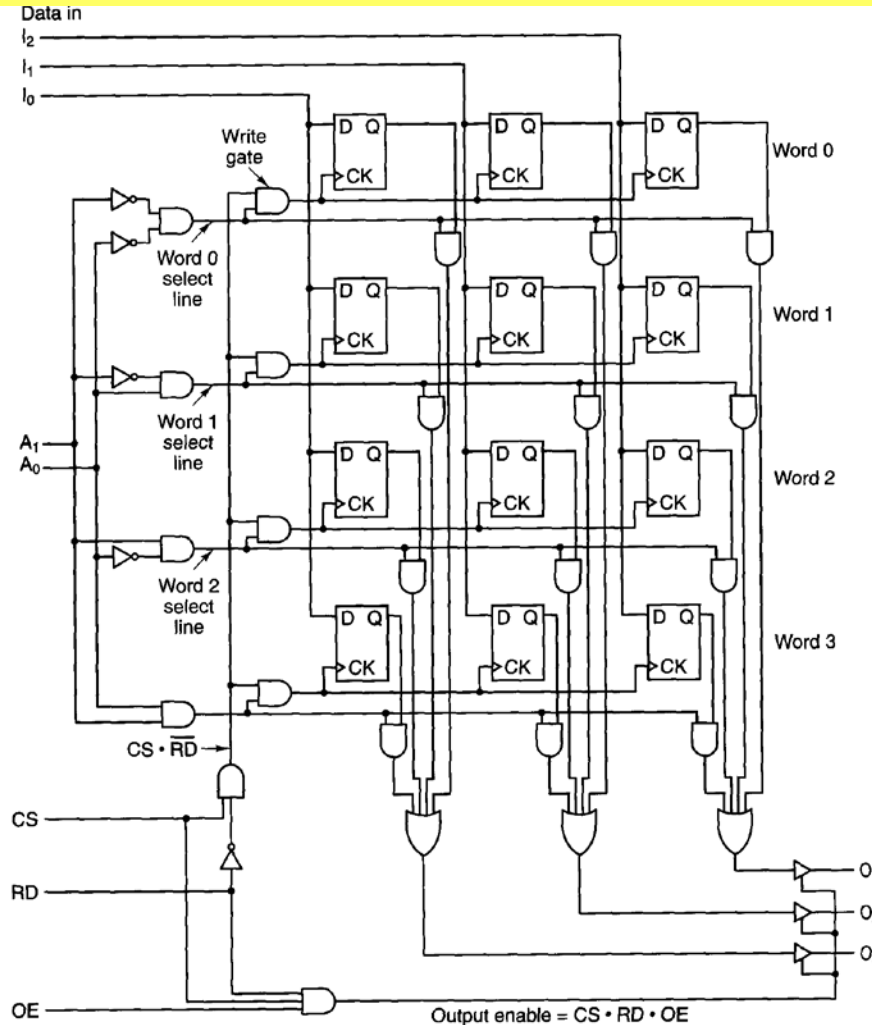 Data in
I₂
I₁
I₀
D Q
CK
D Q
CK
D Q
CK
Word 0
Write
gate
Word 0
select
line
D Q
CK
D Q
CK
D Q
CK
Word 1
Word 1
select
line
A₁
A₀
D Q
CK
D Q
CK
D Q
CK
Word 2
Word 2
select
line
D Q
CK
D Q
CK
D Q
CK
Word 3
CS • R̅D̅
CS
RD
O
O
O
OE
Output enable = CS • RD • OE